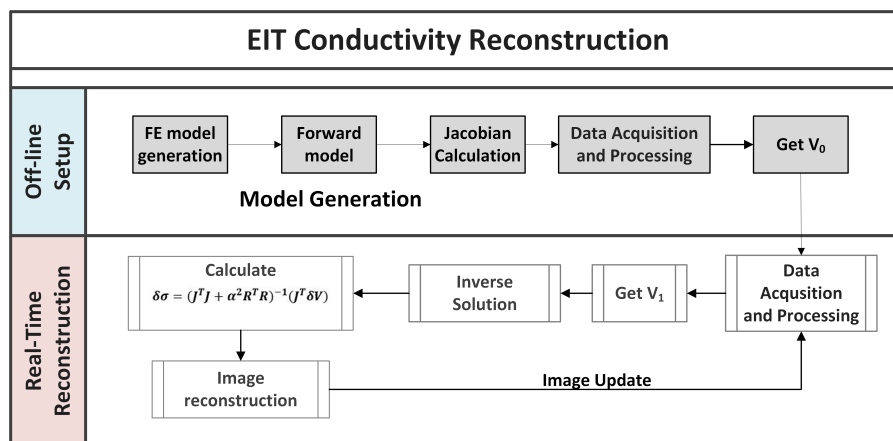 EIT Conductivity Reconstruction
Off-line
Setup
FE model
generation
Forward
model
Jacobian
Calculation
Data Acquisition
and Processing
Get V₀
Model Generation
Real-Time
Reconstruction
Calculate
δσ = (JᵀJ + α²RᵀR)⁻¹(JᵀδV)
Inverse
Solution
Get V₁
Data
Acqusition
and Processing
Image
reconstruction
Image Update